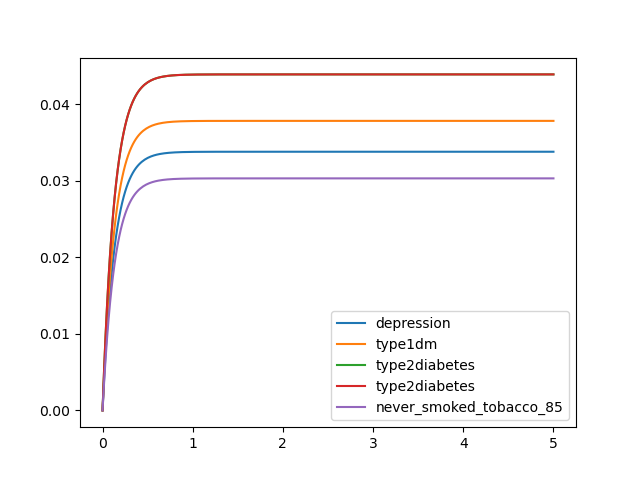 0.04
0.03
0.02
0.01
0.00
0 1 2 3 4 5
depression
type1dm
type2diabetes
type2diabetes
never_smoked_tobacco_85